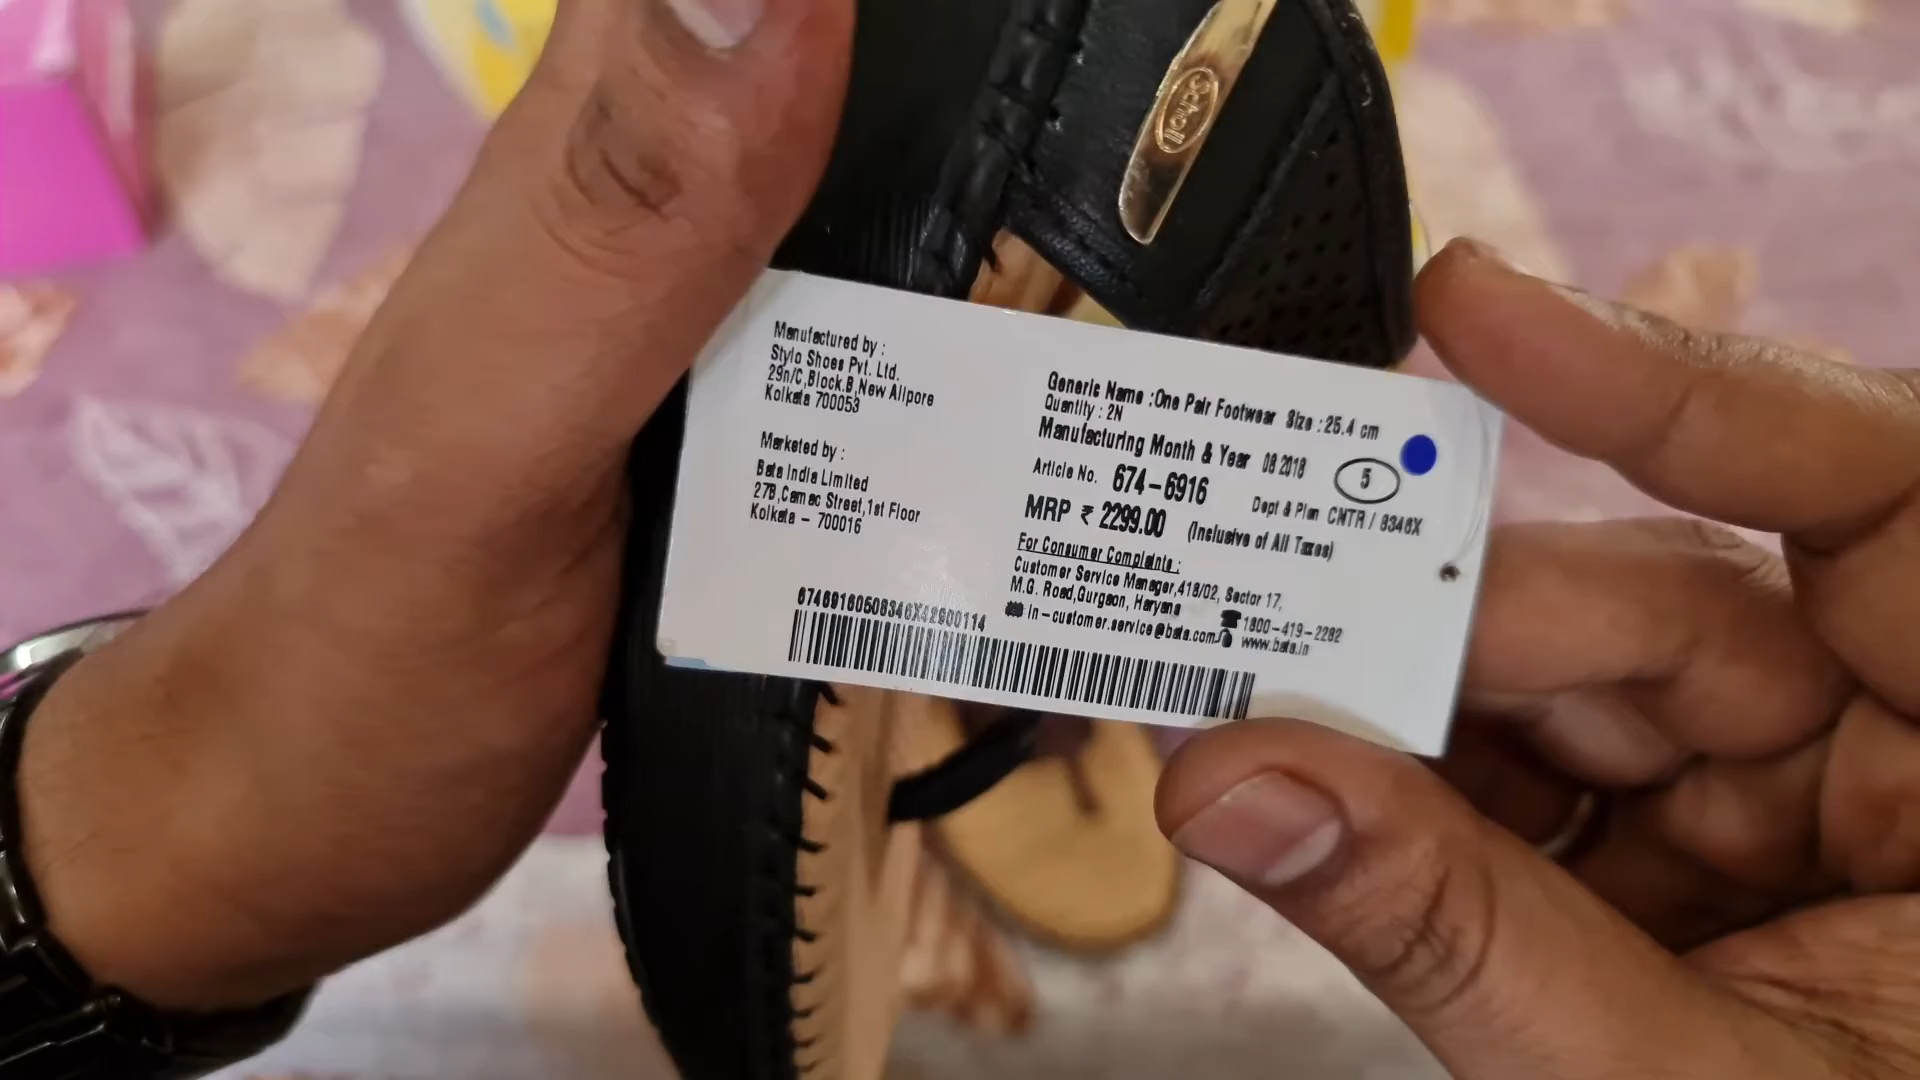 Scholl
Manufactured by :
Stylo Shoes Pvt. Ltd.
29n/C,Block.B,New Alipore
Kolkata 700053
Marketed by :
Bata India Limited
27B,Camac Street,1st Floor
Kolkata – 700016
Generic Name :One Pair Footwear Size :25.4 cm
Quantity : 2N
Manufacturing Month & Year 08 2018
5
Article No. 674–6916
Dept & Plan CNTR / 8346X
MRP ₹ 2299.00 (Inclusive of All Taxes)
For Consumer Complaints :
Customer Service Manager,418/02, Sector 17,
M.G. Road,Gurgaon, Haryana
1800–419–2282
in–customer.service@bata.com
www.bata.in
67469160508346X42900114